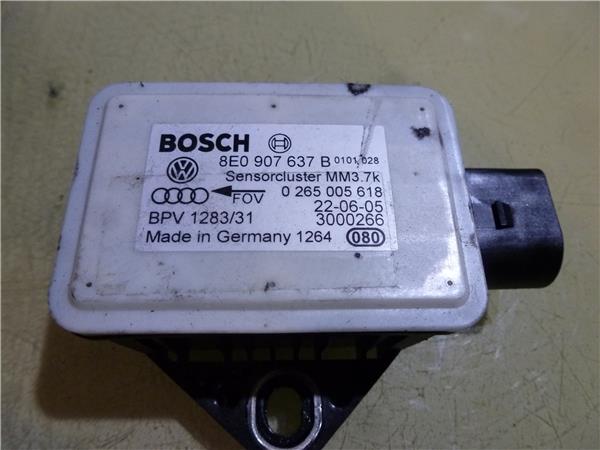 BOSCH
8E0 907 637 B 0101 028
Sensorcluster MM3.7k
FOV 0 265 005 618
22-06-05
BPV 1283/31 3000266
Made in Germany 1264 080